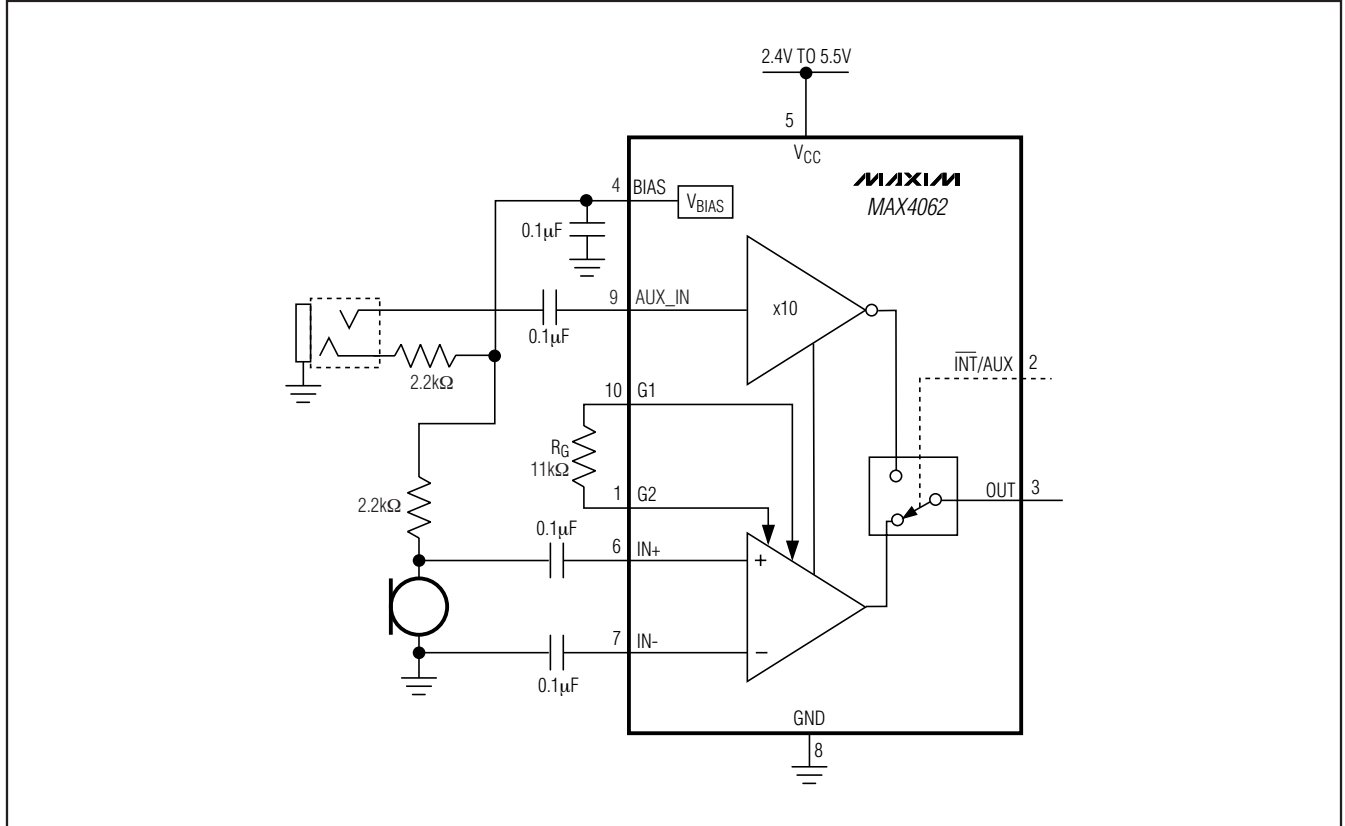 2.4V TO 5.5V
5
VCC
MAXIM
MAX4062
4 BIAS
VBIAS
0.1µF
9 AUX_IN
x10
0.1µF
2.2kΩ
INT/AUX 2
10 G1
RG
11kΩ
1 G2
OUT 3
2.2kΩ
0.1µF
6 IN+
+
7 IN-
−
0.1µF
GND
8